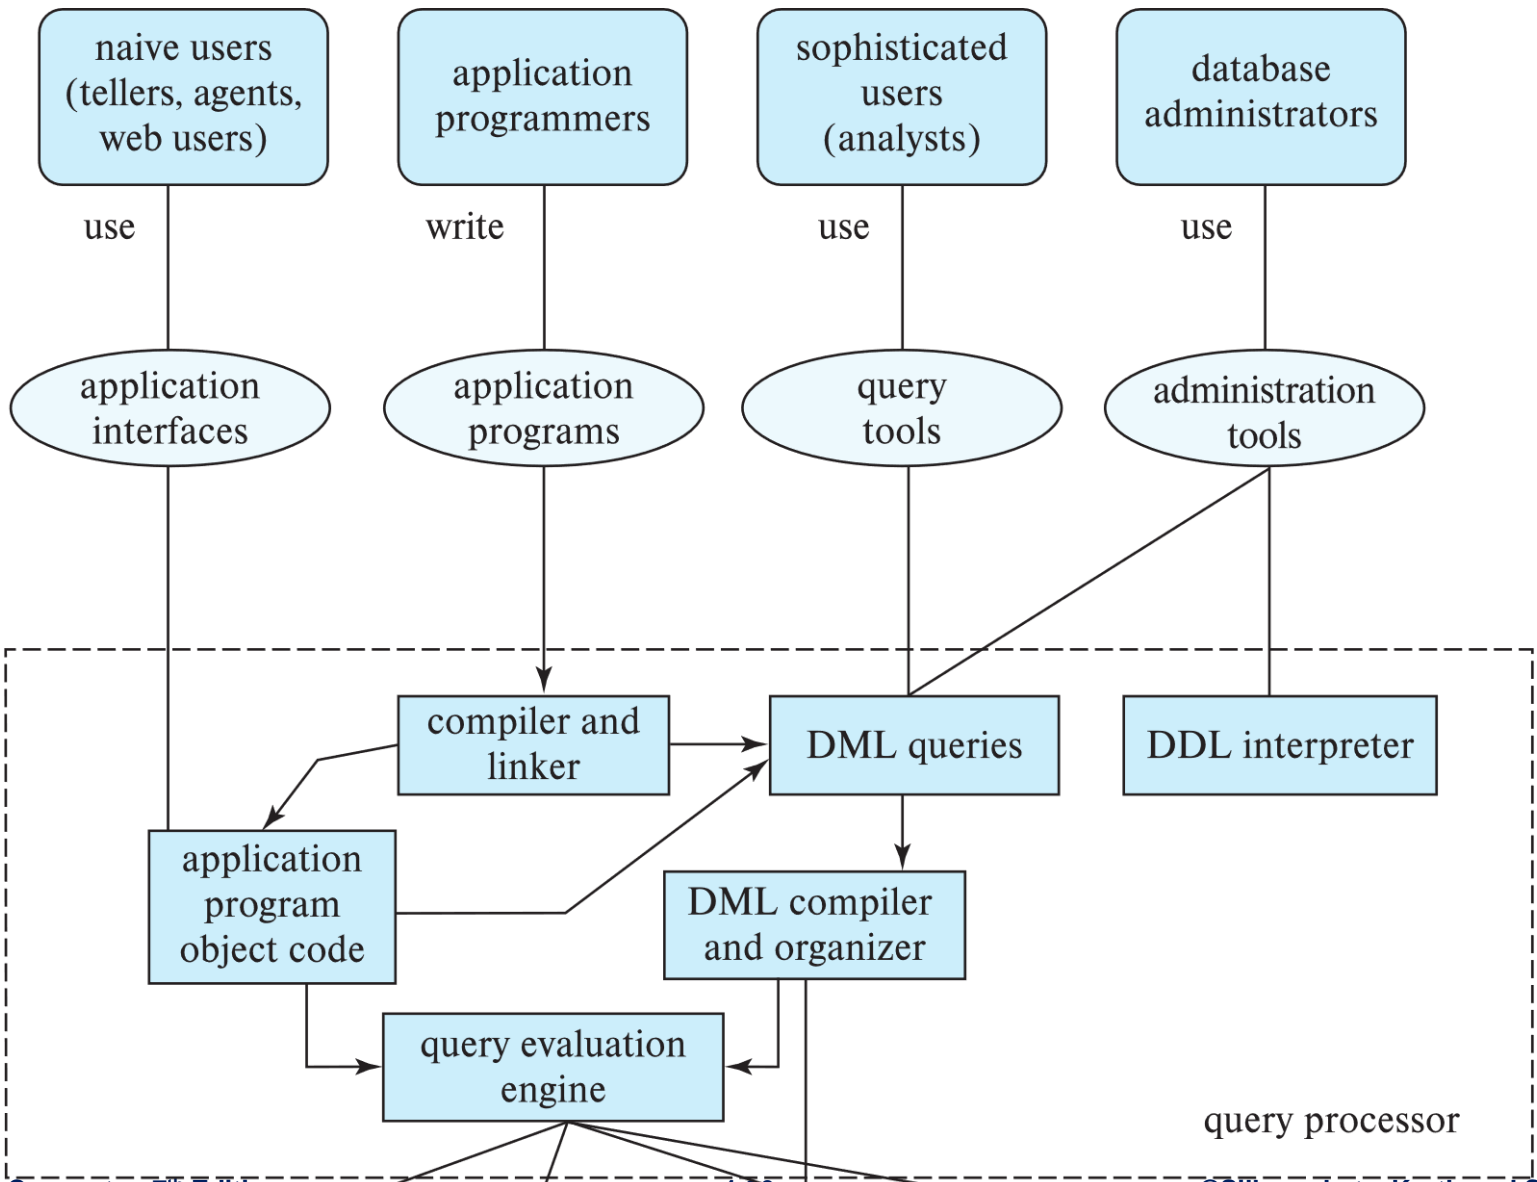 naive users
(tellers, agents,
web users)
application
programmers
sophisticated
users
(analysts)
database
administrators
use
write
use
use
application
interfaces
application
programs
query
tools
administration
tools
compiler and
linker
DML queries
DDL interpreter
application
program
object code
DML compiler
and organizer
query evaluation
engine
query processor